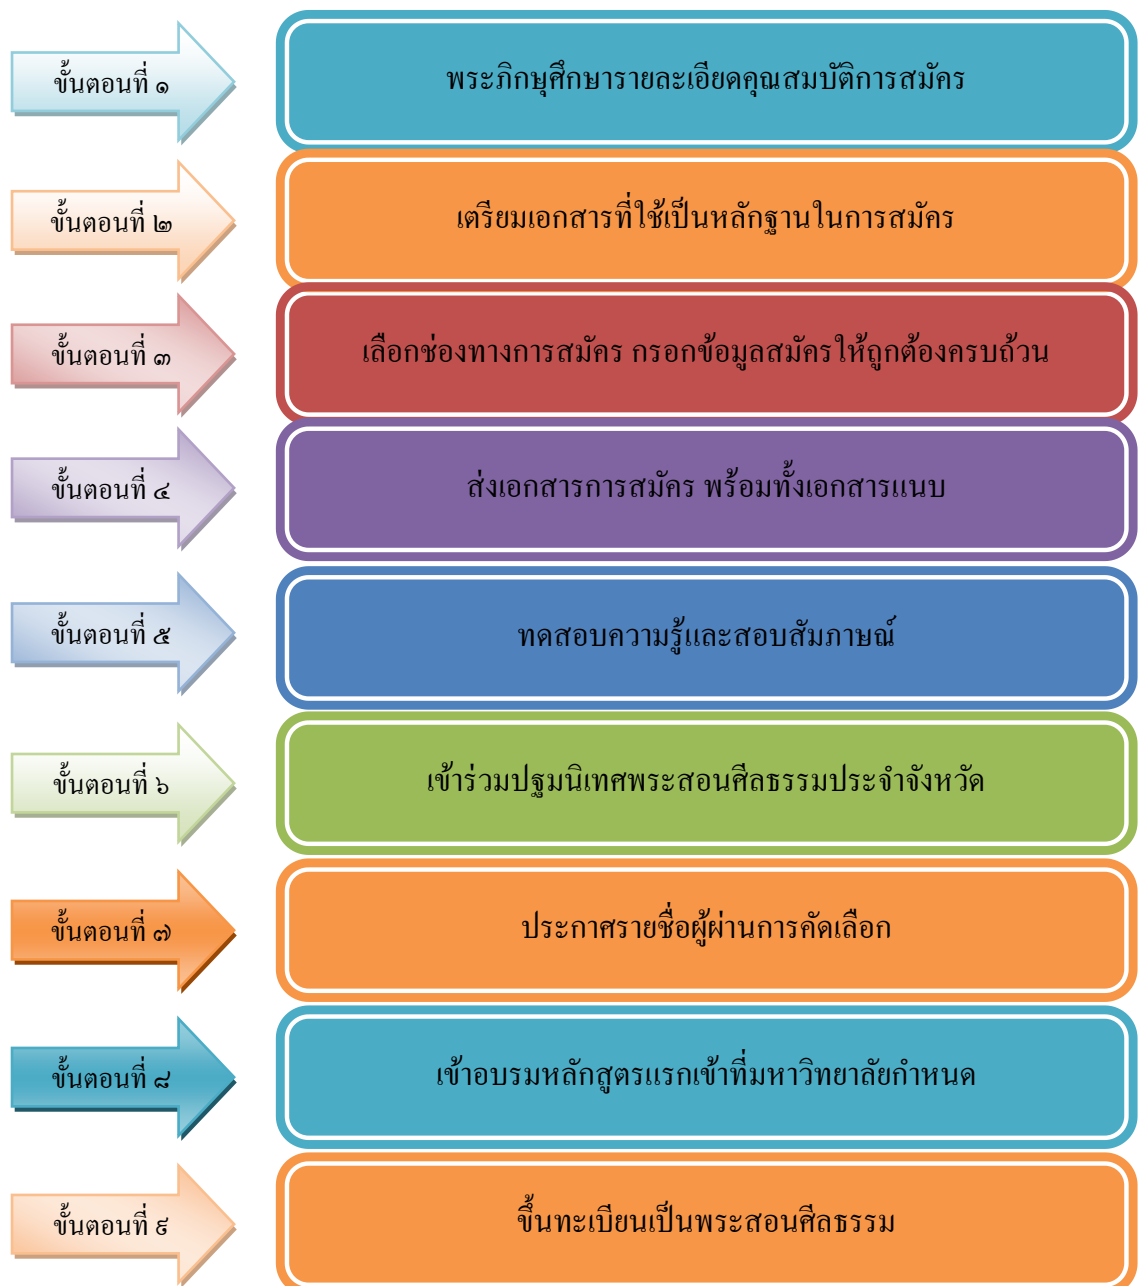 ขั้นตอนที่ ๑
พระภิกษุศึกษารายละเอียดคุณสมบัติการสมัคร
ขั้นตอนที่ ๒
เตรียมเอกสารที่ใช้เป็นหลักฐานในการสมัคร
ขั้นตอนที่ ๓
เลือกช่องทางการสมัคร กรอกข้อมูลสมัครให้ถูกต้องครบถ้วน
ขั้นตอนที่ ๔
ส่งเอกสารการสมัคร พร้อมทั้งเอกสารแนบ
ขั้นตอนที่ ๕
ทดสอบความรู้และสอบสัมภาษณ์
ขั้นตอนที่ ๖
เข้าร่วมปฐมนิเทศพระสอนศีลธรรมประจำจังหวัด
ขั้นตอนที่ ๗
ประกาศรายชื่อผู้ผ่านการคัดเลือก
ขั้นตอนที่ ๘
เข้าอบรมหลักสูตรแรกเข้าที่มหาวิทยาลัยกำหนด
ขั้นตอนที่ ๙
ขึ้นทะเบียนเป็นพระสอนศีลธรรม